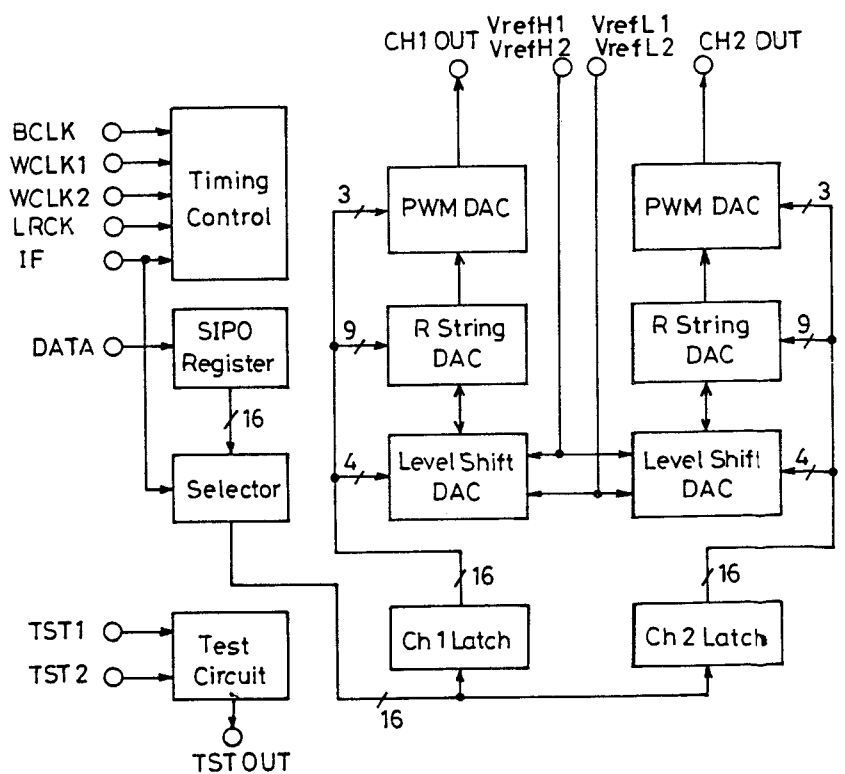 CH1 OUT
VrefH1
VrefH2
VrefL1
VrefL2
CH2 OUT
BCLK
WCLK1
WCLK2
LRCK
IF
Timing
Control
3
PWM DAC
PWM DAC
3
DATA
SIPO
Register
9
R String
DAC
R String
DAC
9
16
Selector
4
Level Shift
DAC
Level Shift
DAC
4
16
16
TST1
TST2
Test
Circuit
Ch 1 Latch
Ch 2 Latch
16
TST OUT